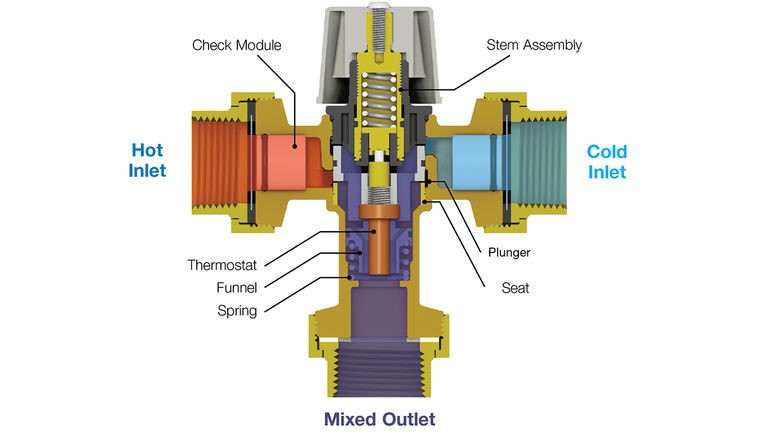 Check Module
Stem Assembly
Hot
Inlet
Cold
Inlet
Thermostat
Funnel
Spring
Plunger
Seat
Mixed Outlet